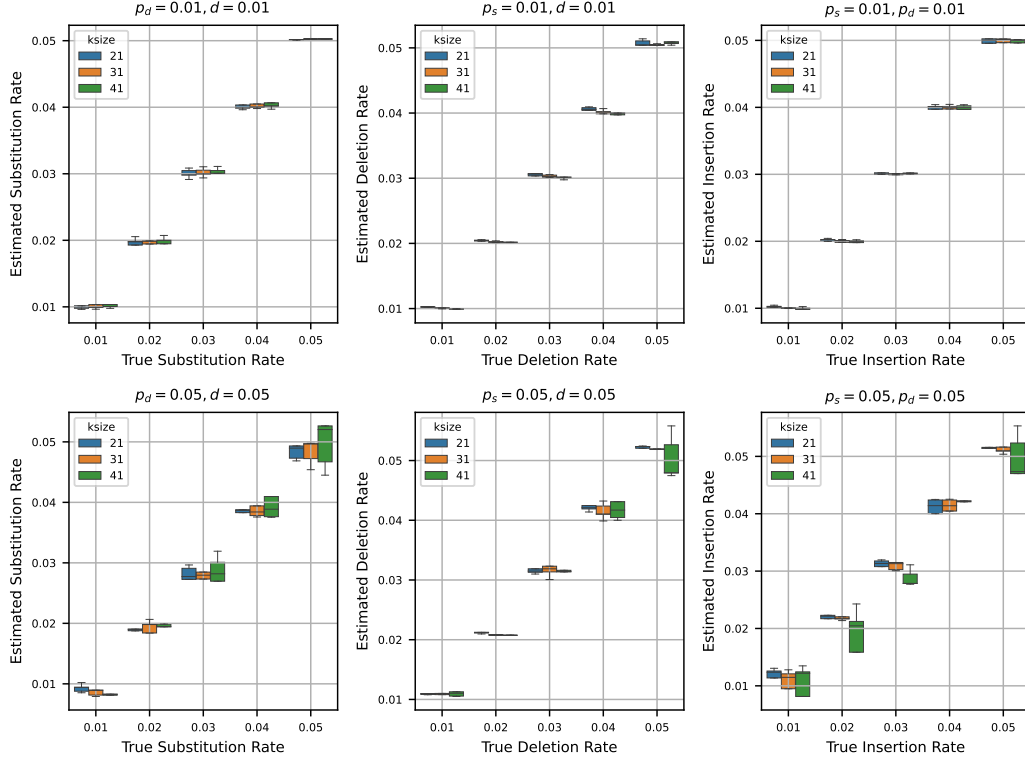 p_d = 0.01, d = 0.01
ksize
21
31
41
Estimated Substitution Rate
0.05
0.04
0.03
0.02
0.01
0.01 0.02 0.03 0.04 0.05
True Substitution Rate
p_s = 0.01, d = 0.01
ksize
21
31
41
Estimated Deletion Rate
0.05
0.04
0.03
0.02
0.01
0.01 0.02 0.03 0.04 0.05
True Deletion Rate
p_s = 0.01, p_d = 0.01
ksize
21
31
41
Estimated Insertion Rate
0.05
0.04
0.03
0.02
0.01
0.01 0.02 0.03 0.04 0.05
True Insertion Rate
p_d = 0.05, d = 0.05
ksize
21
31
41
Estimated Substitution Rate
0.05
0.04
0.03
0.02
0.01
0.01 0.02 0.03 0.04 0.05
True Substitution Rate
p_s = 0.05, d = 0.05
ksize
21
31
41
Estimated Deletion Rate
0.05
0.04
0.03
0.02
0.01
0.01 0.02 0.03 0.04 0.05
True Deletion Rate
p_s = 0.05, p_d = 0.05
ksize
21
31
41
Estimated Insertion Rate
0.05
0.04
0.03
0.02
0.01
0.01 0.02 0.03 0.04 0.05
True Insertion Rate